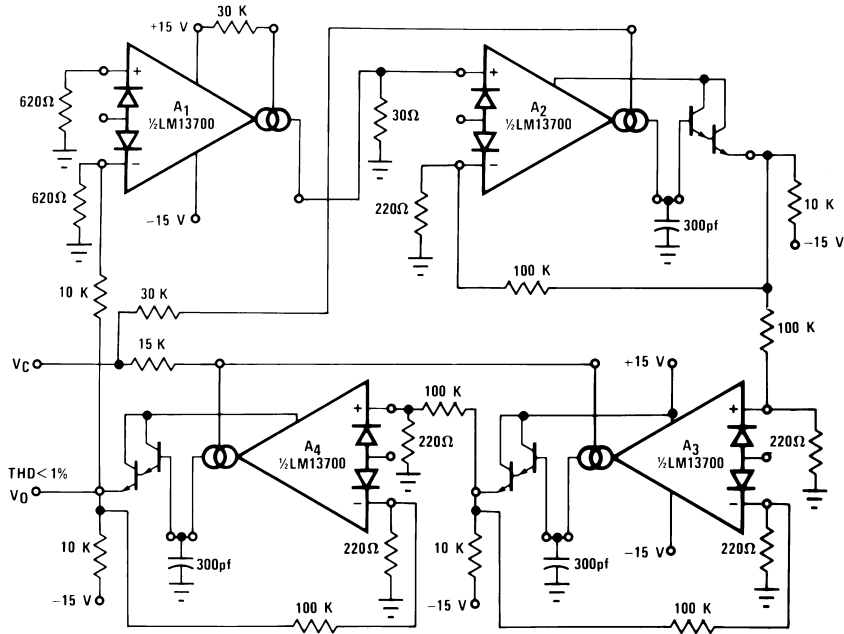 30 K
+15 V
+
620Ω
A1
½LM13700
−
620Ω
−15 V
+
30Ω
A2
½LM13700
−
220Ω
300pf
10 K
−15 V
100 K
10 K
30 K
100 K
15 K
VC
+15 V
+
100 K
A4
½LM13700
220Ω
−
+
A3
½LM13700
220Ω
−
THD<1%
VO
10 K
300pf
220Ω
10 K
300pf
−15 V
220Ω
−15 V
−15 V
100 K
100 K